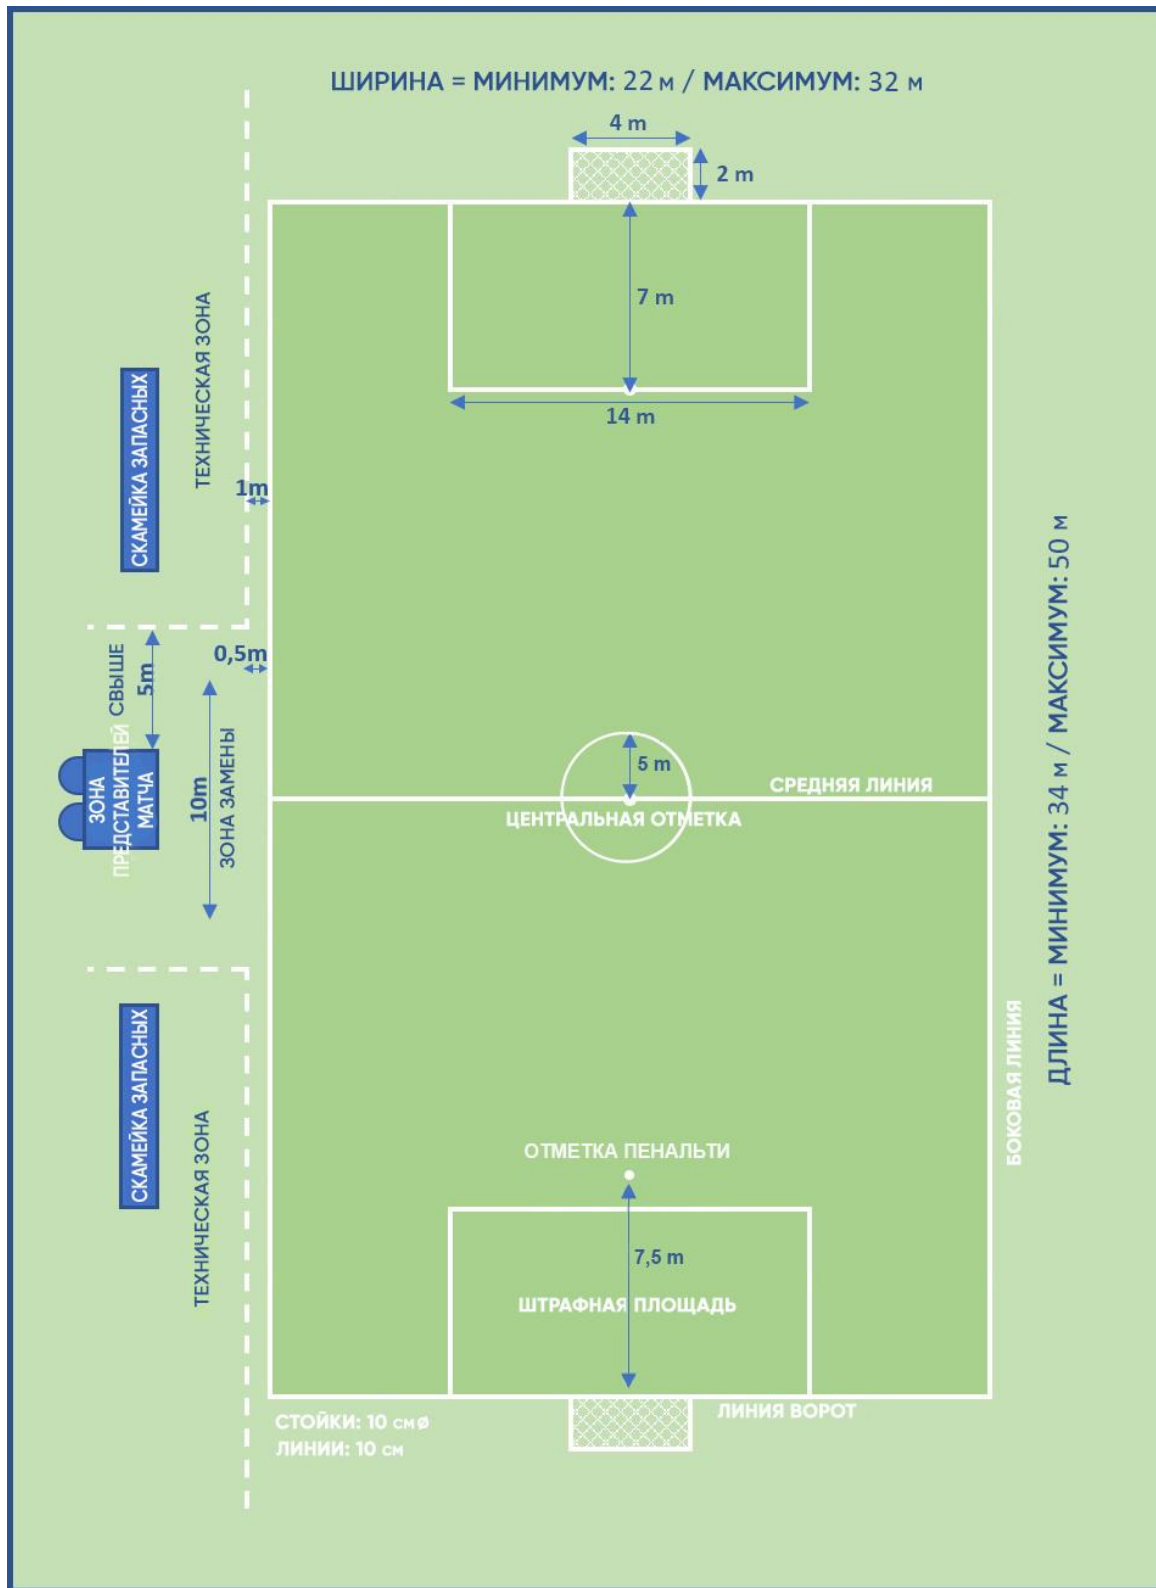 ШИРИНА = МИНИМУМ: 22 м / МАКСИМУМ: 32 м
4 m
2 m
7 m
14 m
ТЕХНИЧЕСКАЯ ЗОНА
СКАМЕЙКА ЗАПАСНЫХ
1m
0,5m
СВЫШЕ
5m
ЗОНА
ПРЕДСТАВИТЕЛЕЙ
МАТЧА
10m
ЗОНА ЗАМЕНЫ
5 m
СРЕДНЯЯ ЛИНИЯ
ЦЕНТРАЛЬНАЯ ОТМЕТКА
ДЛИНА = МИНИМУМ: 34 м / МАКСИМУМ: 50 м
БОКОВАЯ ЛИНИЯ
СКАМЕЙКА ЗАПАСНЫХ
ТЕХНИЧЕСКАЯ ЗОНА
ОТМЕТКА ПЕНАЛЬТИ
7,5 m
ШТРАФНАЯ ПЛОЩАДЬ
ЛИНИЯ ВОРОТ
СТОЙКИ: 10 смø
ЛИНИИ: 10 см